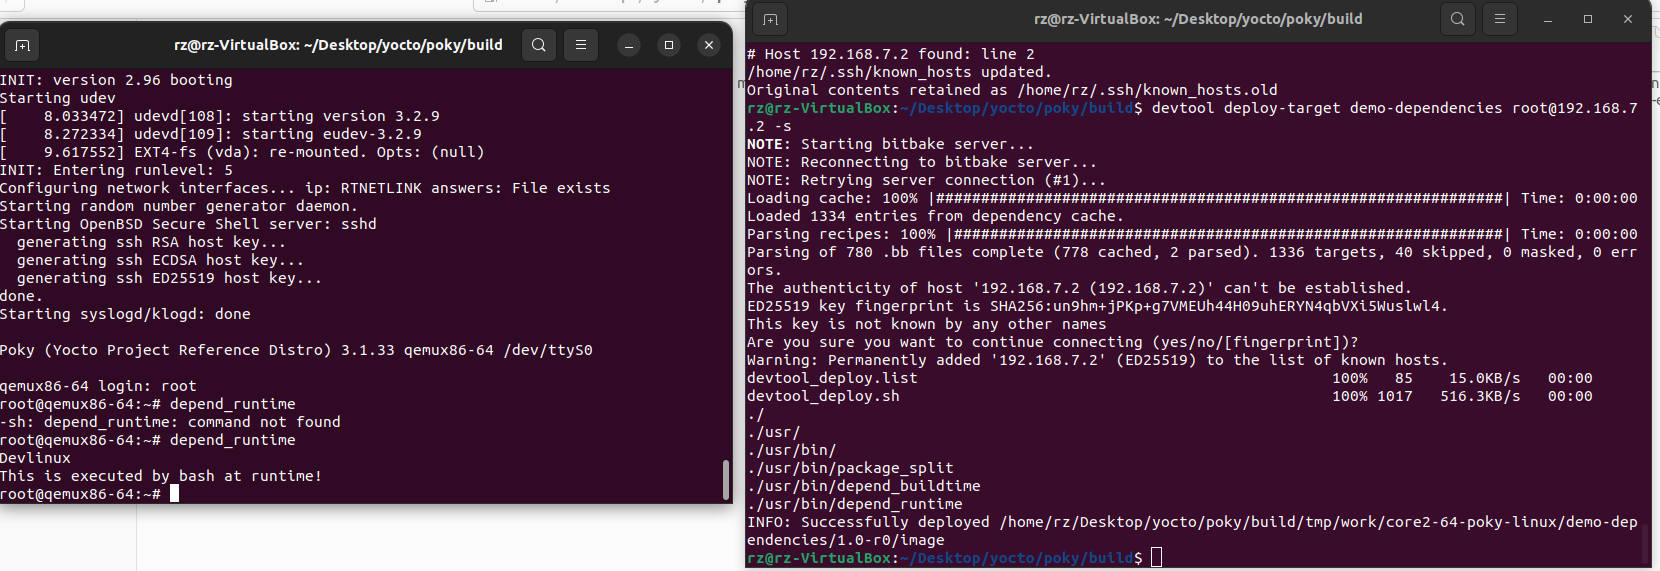 rz@rz-VirtualBox: ~/Desktop/yocto/poky/build
INIT: version 2.96 booting
Starting udev
[    8.033472] udevd[108]: starting version 3.2.9
[    8.272334] udevd[109]: starting eudev-3.2.9
[    9.617552] EXT4-fs (vda): re-mounted. Opts: (null)
INIT: Entering runlevel: 5
Configuring network interfaces... ip: RTNETLINK answers: File exists
Starting random number generator daemon.
Starting OpenBSD Secure Shell server: sshd
  generating ssh RSA host key...
  generating ssh ECDSA host key...
  generating ssh ED25519 host key...
done.
Starting syslogd/klogd: done
Poky (Yocto Project Reference Distro) 3.1.33 qemux86-64 /dev/ttyS0
qemux86-64 login: root
root@qemux86-64:~# depend_runtime
-sh: depend_runtime: command not found
root@qemux86-64:~# depend_runtime
Devlinux
This is executed by bash at runtime!
root@qemux86-64:~#
rz@rz-VirtualBox: ~/Desktop/yocto/poky/build
# Host 192.168.7.2 found: line 2
/home/rz/.ssh/known_hosts updated.
Original contents retained as /home/rz/.ssh/known_hosts.old
rz@rz-VirtualBox:~/Desktop/yocto/poky/build$ devtool deploy-target demo-dependencies root@192.168.7
.2 -s
NOTE: Starting bitbake server...
NOTE: Reconnecting to bitbake server...
NOTE: Retrying server connection (#1)...
Loading cache: 100% |###############################################################| Time: 0:00:00
Loaded 1334 entries from dependency cache.
Parsing recipes: 100% |#############################################################| Time: 0:00:00
Parsing of 780 .bb files complete (778 cached, 2 parsed). 1336 targets, 40 skipped, 0 masked, 0 err
ors.
The authenticity of host '192.168.7.2 (192.168.7.2)' can't be established.
ED25519 key fingerprint is SHA256:un9hm+jPKp+g7VMEUh44H09uhERYN4qbVXi5Wuslwl4.
This key is not known by any other names
Are you sure you want to continue connecting (yes/no/[fingerprint])?
Warning: Permanently added '192.168.7.2' (ED25519) to the list of known hosts.
devtool_deploy.list 100% 85 15.0KB/s 00:00
devtool_deploy.sh 100% 1017 516.3KB/s 00:00
./
./usr/
./usr/bin/
./usr/bin/package_split
./usr/bin/depend_buildtime
./usr/bin/depend_runtime
INFO: Successfully deployed /home/rz/Desktop/yocto/poky/build/tmp/work/core2-64-poky-linux/demo-dep
endencies/1.0-r0/image
rz@rz-VirtualBox:~/Desktop/yocto/poky/build$